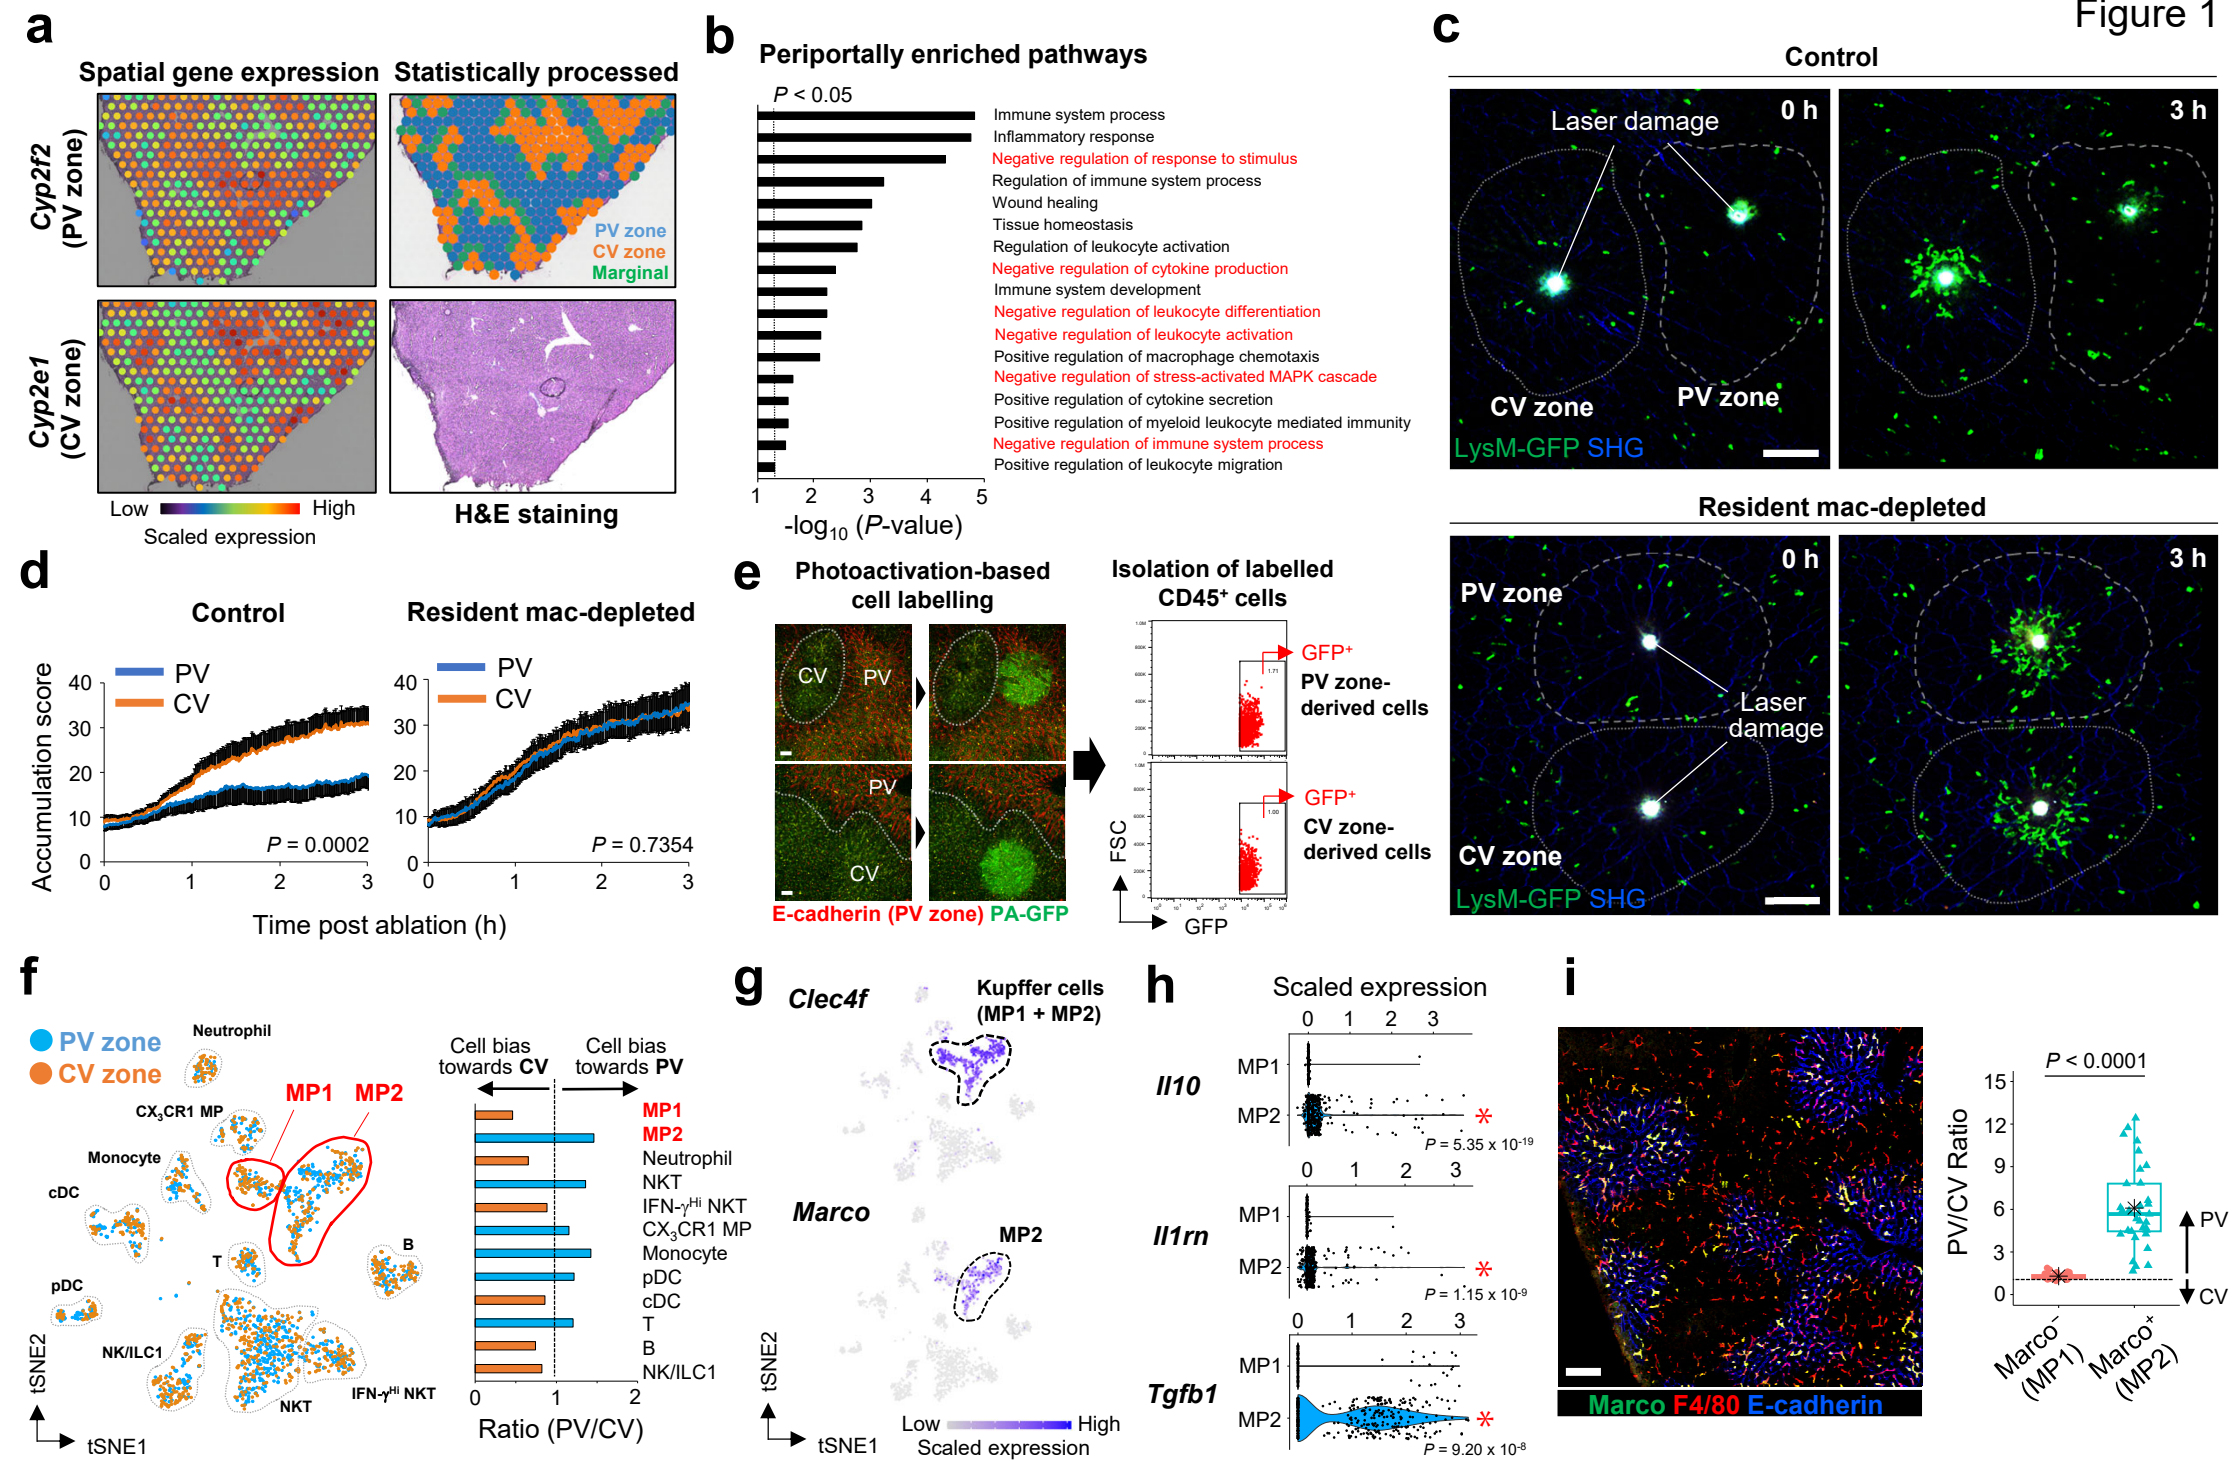 Figure 1
a
Spatial gene expression
Statistically processed
Cyp2f2
(PV zone)
PV zone
CV zone
Marginal
Cyp2e1
(CV zone)
Low
High
Scaled expression
H&E staining
b
Periportally enriched pathways
P < 0.05
Immune system process
Inflammatory response
Negative regulation of response to stimulus
Regulation of immune system process
Wound healing
Tissue homeostasis
Regulation of leukocyte activation
Negative regulation of cytokine production
Immune system development
Negative regulation of leukocyte differentiation
Negative regulation of leukocyte activation
Positive regulation of macrophage chemotaxis
Negative regulation of stress-activated MAPK cascade
Positive regulation of cytokine secretion
Positive regulation of myeloid leukocyte mediated immunity
Negative regulation of immune system process
Positive regulation of leukocyte migration
1 2 3 4 5
-log10 (P-value)
c
Control
Laser damage
0 h
3 h
CV zone
PV zone
LysM-GFP SHG
Resident mac-depleted
0 h
3 h
PV zone
Laser
damage
CV zone
LysM-GFP SHG
d
Control
Resident mac-depleted
Accumulation score
PV
CV
40
30
20
10
0
P = 0.0002
0 1 2 3
PV
CV
40
30
20
10
0
P = 0.7354
0 1 2 3
Time post ablation (h)
e
Photoactivation-based
cell labelling
Isolation of labelled
CD45+ cells
CV
PV
PV
CV
E-cadherin (PV zone) PA-GFP
1.71
GFP+
PV zone-
derived cells
1.00
GFP+
CV zone-
derived cells
FSC
GFP
f
PV zone
CV zone
Neutrophil
MP1
MP2
CX3CR1 MP
Monocyte
cDC
T
B
pDC
NK/ILC1
NKT
IFN-γHi NKT
tSNE2
tSNE1
Cell bias
towards CV
Cell bias
towards PV
MP1
MP2
Neutrophil
NKT
IFN-γHi NKT
CX3CR1 MP
Monocyte
pDC
cDC
T
B
NK/ILC1
0 1 2
Ratio (PV/CV)
g
Clec4f
Kupffer cells
(MP1 + MP2)
Marco
MP2
tSNE2
tSNE1
Low
High
Scaled expression
h
Scaled expression
0 1 2 3
Il10
MP1
MP2
*
P = 5.35 x 10-19
0 1 2 3
Il1rn
MP1
MP2
*
P = 1.15 x 10-9
0 1 2 3
Tgfb1
MP1
MP2
*
P = 9.20 x 10-8
i
Marco F4/80 E-cadherin
P < 0.0001
PV/CV Ratio
15
12
9
6
3
0
PV
CV
Marco−
(MP1)
Marco+
(MP2)